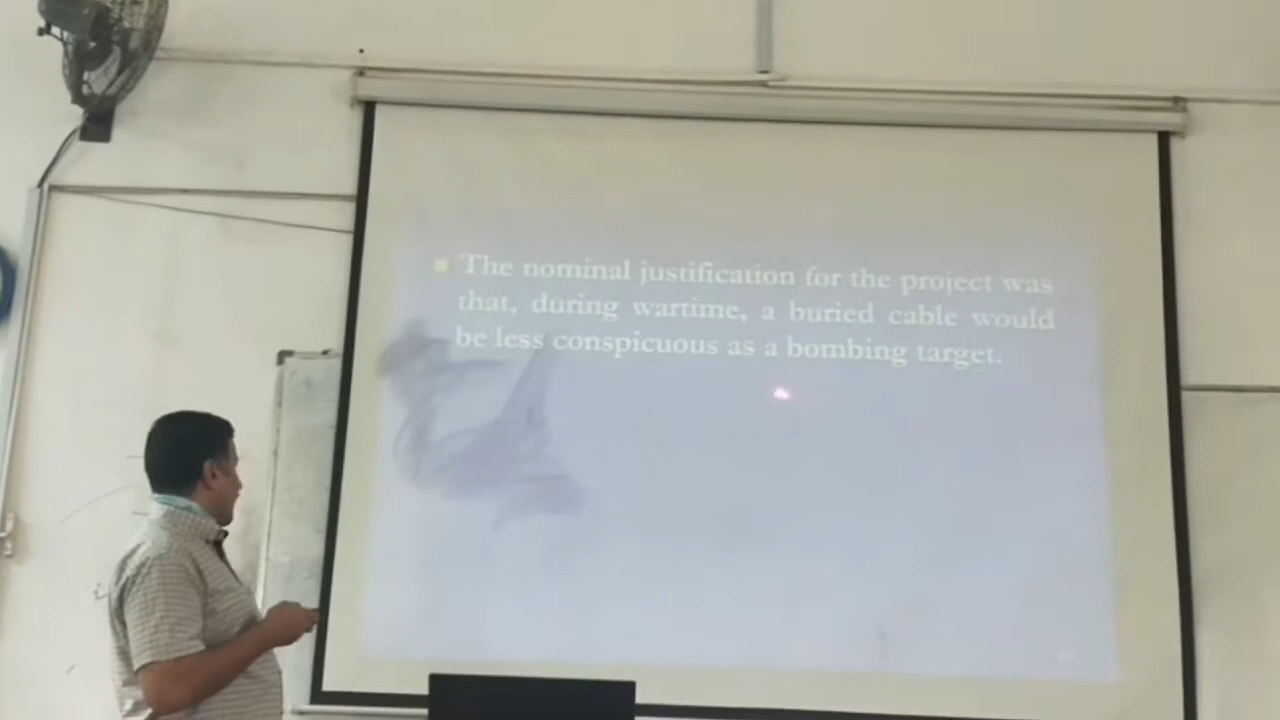 The nominal justification for the project was
that, during wartime, a buried cable would
be less conspicuous as a bombing target.